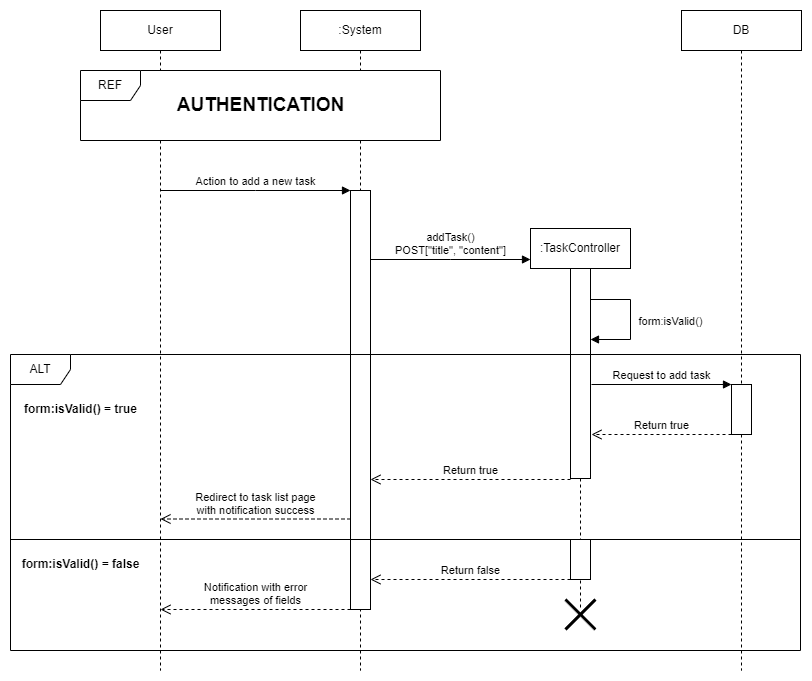 User
:System
DB
REF
AUTHENTICATION
Action to add a new task
addTask()
POST["title", "content"]
:TaskController
form:isValid()
ALT
Request to add task
form:isValid() = true
Return true
Return true
Redirect to task list page
with notification success
form:isValid() = false
Return false
Notification with error
messages of fields